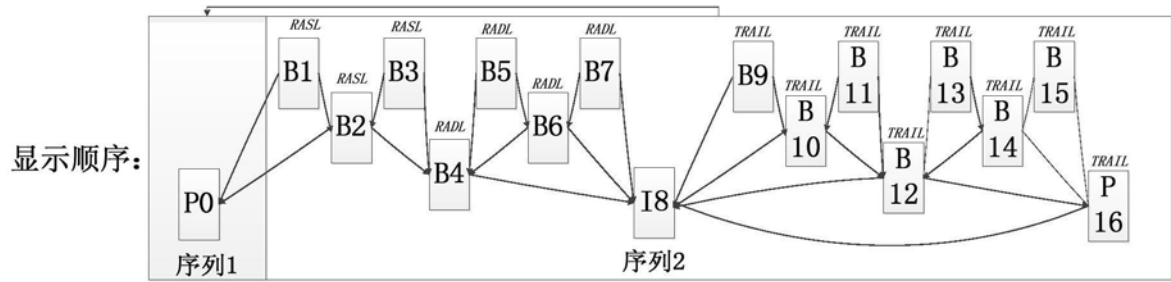 RASL
RASL
RADL
RADL
TRAIL
TRAIL
TRAIL
TRAIL
B1
B3
B5
B7
B9
B
11
B
13
B
15
RASL
RADL
TRAIL
TRAIL
B2
B6
B
10
B
14
RADL
TRAIL
B4
B
12
TRAIL
显示顺序：
P0
I8
P
16
序列1
序列2